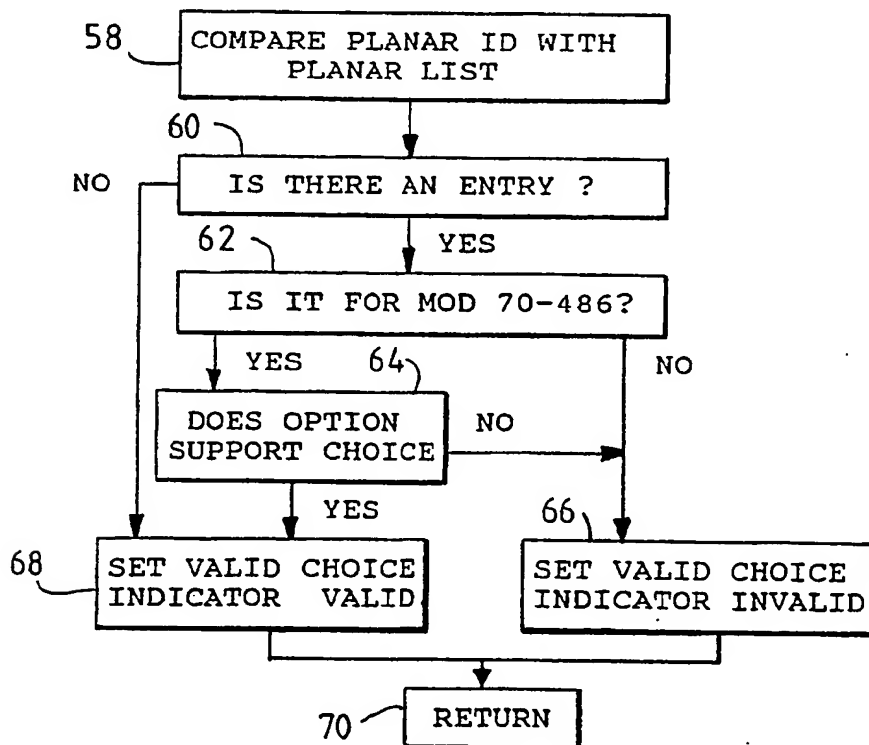 58
COMPARE PLANAR ID WITH
PLANAR LIST
60
NO
IS THERE AN ENTRY ?
62
YES
IS IT FOR MOD 70-486?
YES
64
NO
DOES OPTION
SUPPORT CHOICE
NO
YES
66
68
SET VALID CHOICE
INDICATOR VALID
SET VALID CHOICE
INDICATOR INVALID
70
RETURN